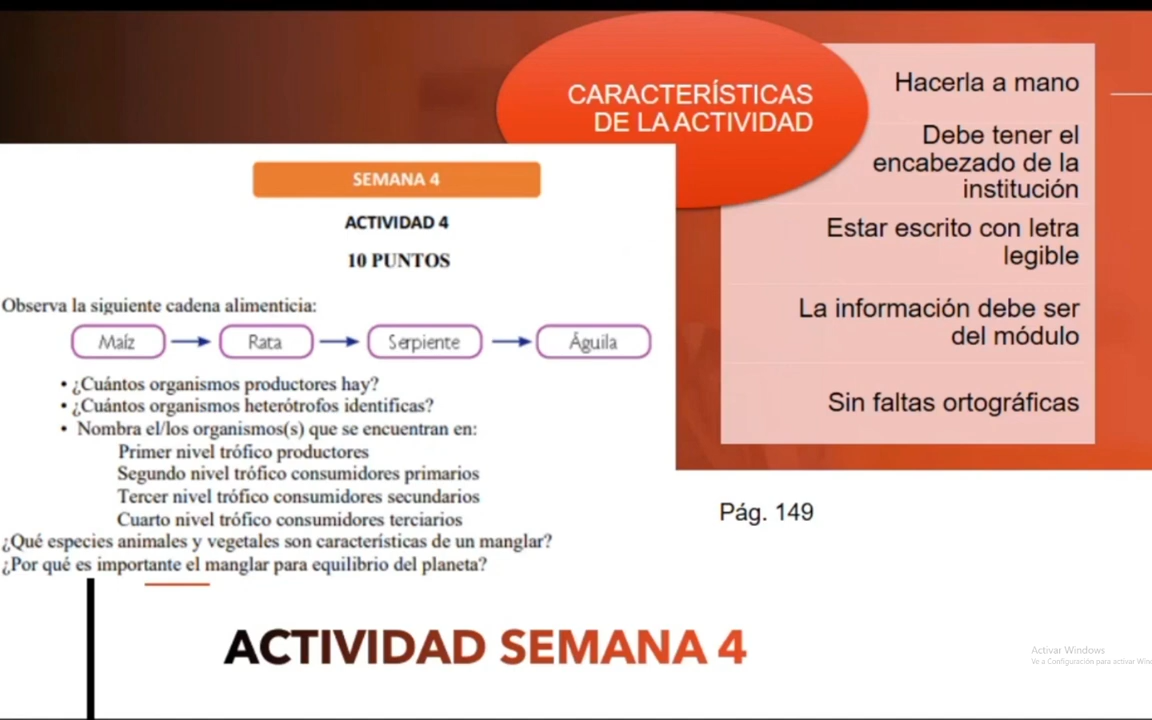 CARACTERÍSTICAS
DE LA ACTIVIDAD
Hacerla a mano
Debe tener el
encabezado de la
institución
Estar escrito con letra
legible
La información debe ser
del módulo
Sin faltas ortográficas
SEMANA 4
ACTIVIDAD 4
10 PUNTOS
Observa la siguiente cadena alimenticia:
Maíz Rata Serpiente Águila
• ¿Cuántos organismos productores hay?
• ¿Cuántos organismos heterótrofos identificas?
• Nombra el/los organismos(s) que se encuentran en:
Primer nivel trófico productores
Segundo nivel trófico consumidores primarios
Tercer nivel trófico consumidores secundarios
Cuarto nivel trófico consumidores terciarios
¿Qué especies animales y vegetales son características de un manglar?
¿Por qué es importante el manglar para equilibrio del planeta?
Pág. 149
ACTIVIDAD SEMANA 4
Activar Windows
Ve a Configuración para activar Win